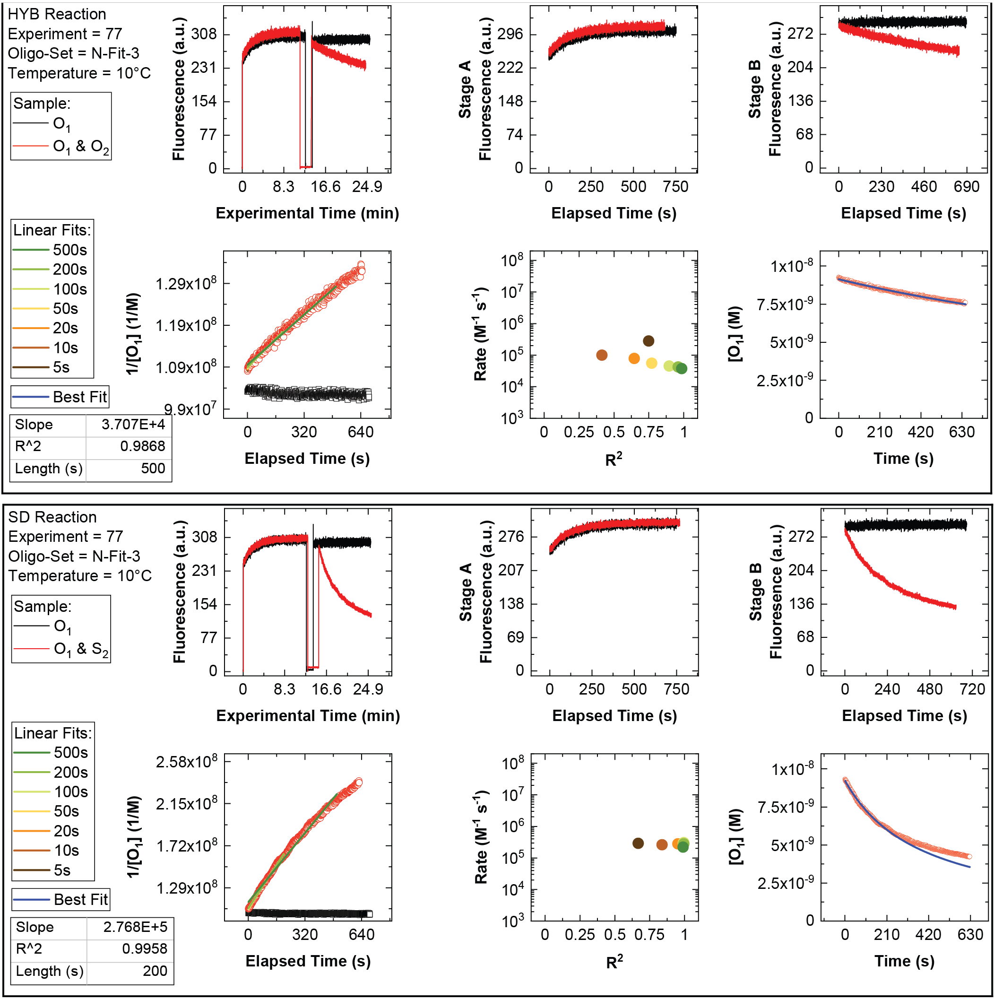 HYB Reaction
Experiment = 77
Oligo-Set = N-Fit-3
Temperature = 10°C
Sample:
O1
O1 & O2
Fluorescence (a.u.)
308
231
154
77
0
0 8.3 16.6 24.9
Experimental Time (min)
Stage A
Fluorescence (a.u.)
296
222
148
74
0
0 250 500 750
Elapsed Time (s)
Stage B
Fluoresence (a.u.)
272
204
136
68
0
0 230 460 690
Elapsed Time (s)
Linear Fits:
500s
200s
100s
50s
20s
10s
5s
Best Fit
Slope 3.707E+4
R^2 0.9868
Length (s) 500
1/[O1] (1/M)
1.29x10^8
1.19x10^8
1.09x10^8
9.9x10^7
0 320 640
Elapsed Time (s)
Rate (M^-1 s^-1)
10^8
10^7
10^6
10^5
10^4
10^3
0 0.25 0.5 0.75 1
R^2
[O1] (M)
1x10^-8
7.5x10^-9
5x10^-9
2.5x10^-9
0
0 210 420 630
Time (s)
SD Reaction
Experiment = 77
Oligo-Set = N-Fit-3
Temperature = 10°C
Sample:
O1
O1 & S2
Fluorescence (a.u.)
308
231
154
77
0
0 8.3 16.6 24.9
Experimental Time (min)
Stage A
Fluorescence (a.u.)
276
207
138
69
0
0 250 500 750
Elapsed Time (s)
Stage B
Fluoresence (a.u.)
272
204
136
68
0
0 240 480 720
Elapsed Time (s)
Linear Fits:
500s
200s
100s
50s
20s
10s
5s
Best Fit
Slope 2.768E+5
R^2 0.9958
Length (s) 200
1/[O1] (1/M)
2.58x10^8
2.15x10^8
1.72x10^8
1.29x10^8
0 320 640
Elapsed Time (s)
Rate (M^-1 s^-1)
10^8
10^7
10^6
10^5
10^4
10^3
0 0.25 0.5 0.75 1
R^2
[O1] (M)
1x10^-8
7.5x10^-9
5x10^-9
2.5x10^-9
0
0 210 420 630
Time (s)